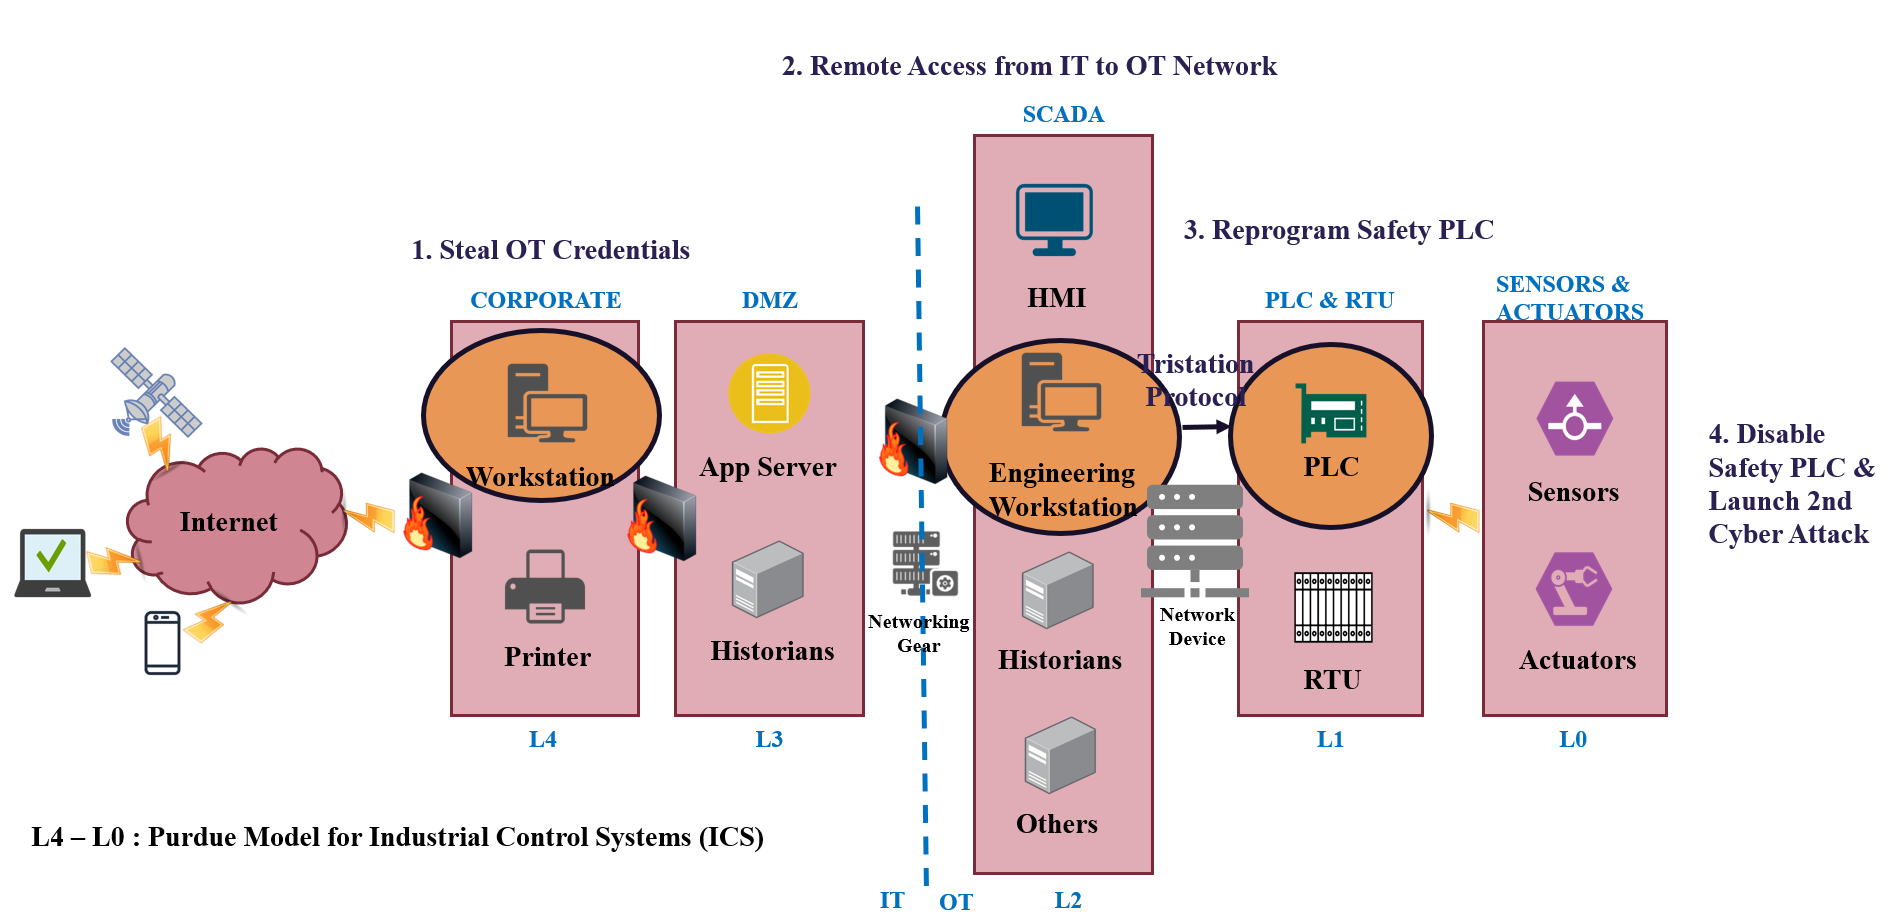 2. Remote Access from IT to OT Network
SCADA
HMI
3. Reprogram Safety PLC
1. Steal OT Credentials
CORPORATE
DMZ
PLC & RTU
SENSORS &
ACTUATORS
Tristation
Protocol
Workstation
App Server
Engineering
Workstation
PLC
Sensors
4. Disable
Safety PLC &
Launch 2nd
Cyber Attack
Internet
Printer
Historians
Networking
Gear
Historians
Network
Device
RTU
Actuators
L4
L3
L1
L0
Others
L4 – L0 : Purdue Model for Industrial Control Systems (ICS)
IT
OT
L2